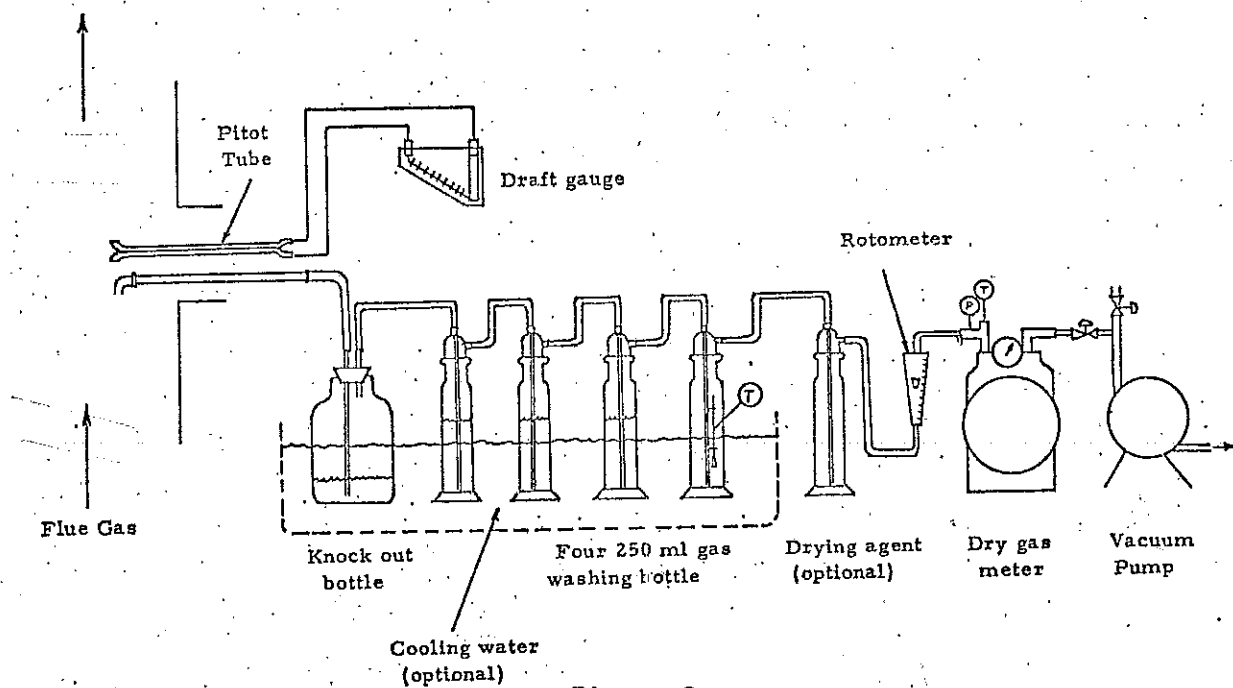 Pitot
Tube
Draft gauge
Rotometer
P
T
T
Flue Gas
Knock out
bottle
Four 250 ml gas
washing bottle
Drying agent
(optional)
Dry gas
meter
Vacuum
Pump
Cooling water
(optional)